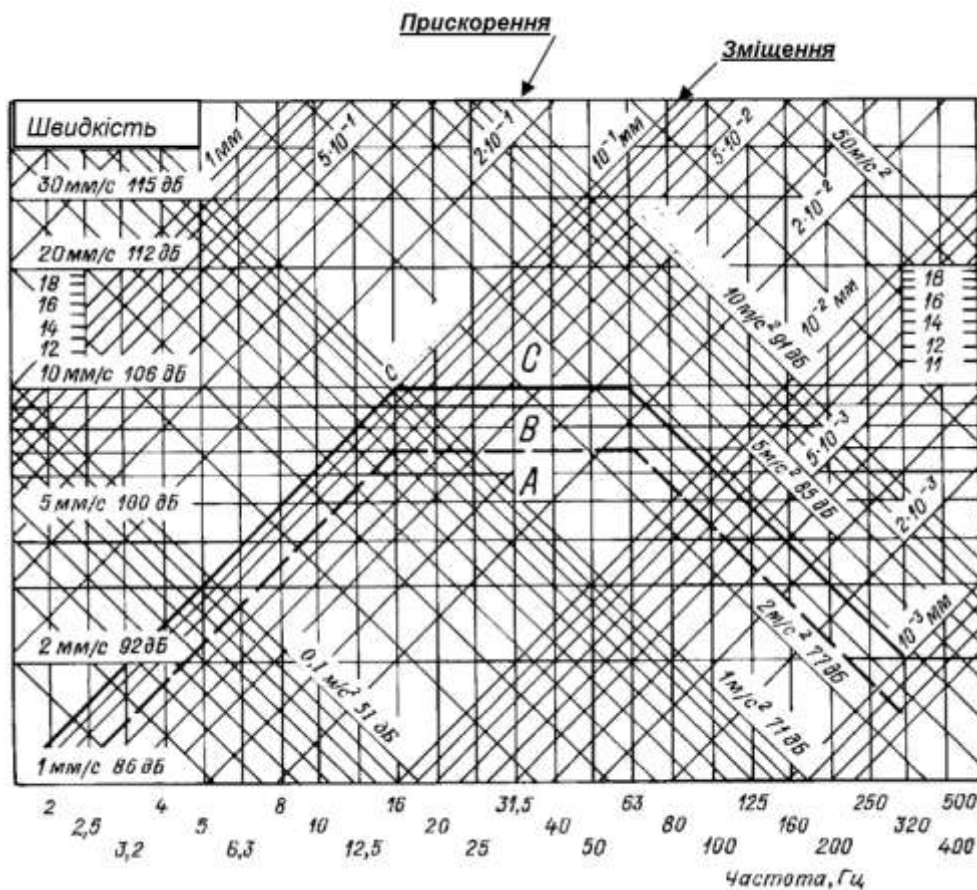 Прискорення
Зміщення
Швидкість
1 мм
5·10⁻¹
2·10⁻¹
10⁻¹ мм
5·10⁻²
50 м/с²
2·10⁻²
30 мм/с 115 дБ
20 мм/с 112 дБ
18
16
14
12
10 мм/с 106 дБ
10 м/с² 91 дБ
10⁻² мм
18
16
14
12
11
С
С
В
А
5 мм/с 100 дБ
5 м/с² 85 дБ
5·10⁻³
2·10⁻³
2 мм/с 92 дБ
0,1 м/с² 51 дБ
1 м/с² 71 дБ
2 м/с² 77 дБ
10⁻³ мм
1 мм/с 86 дБ
2 4 8 16 31,5 63 125 250 500
2,5 5 10 20 40 80 160 320
3,2 6,3 12,5 25 50 100 200 400
Частота, Гц